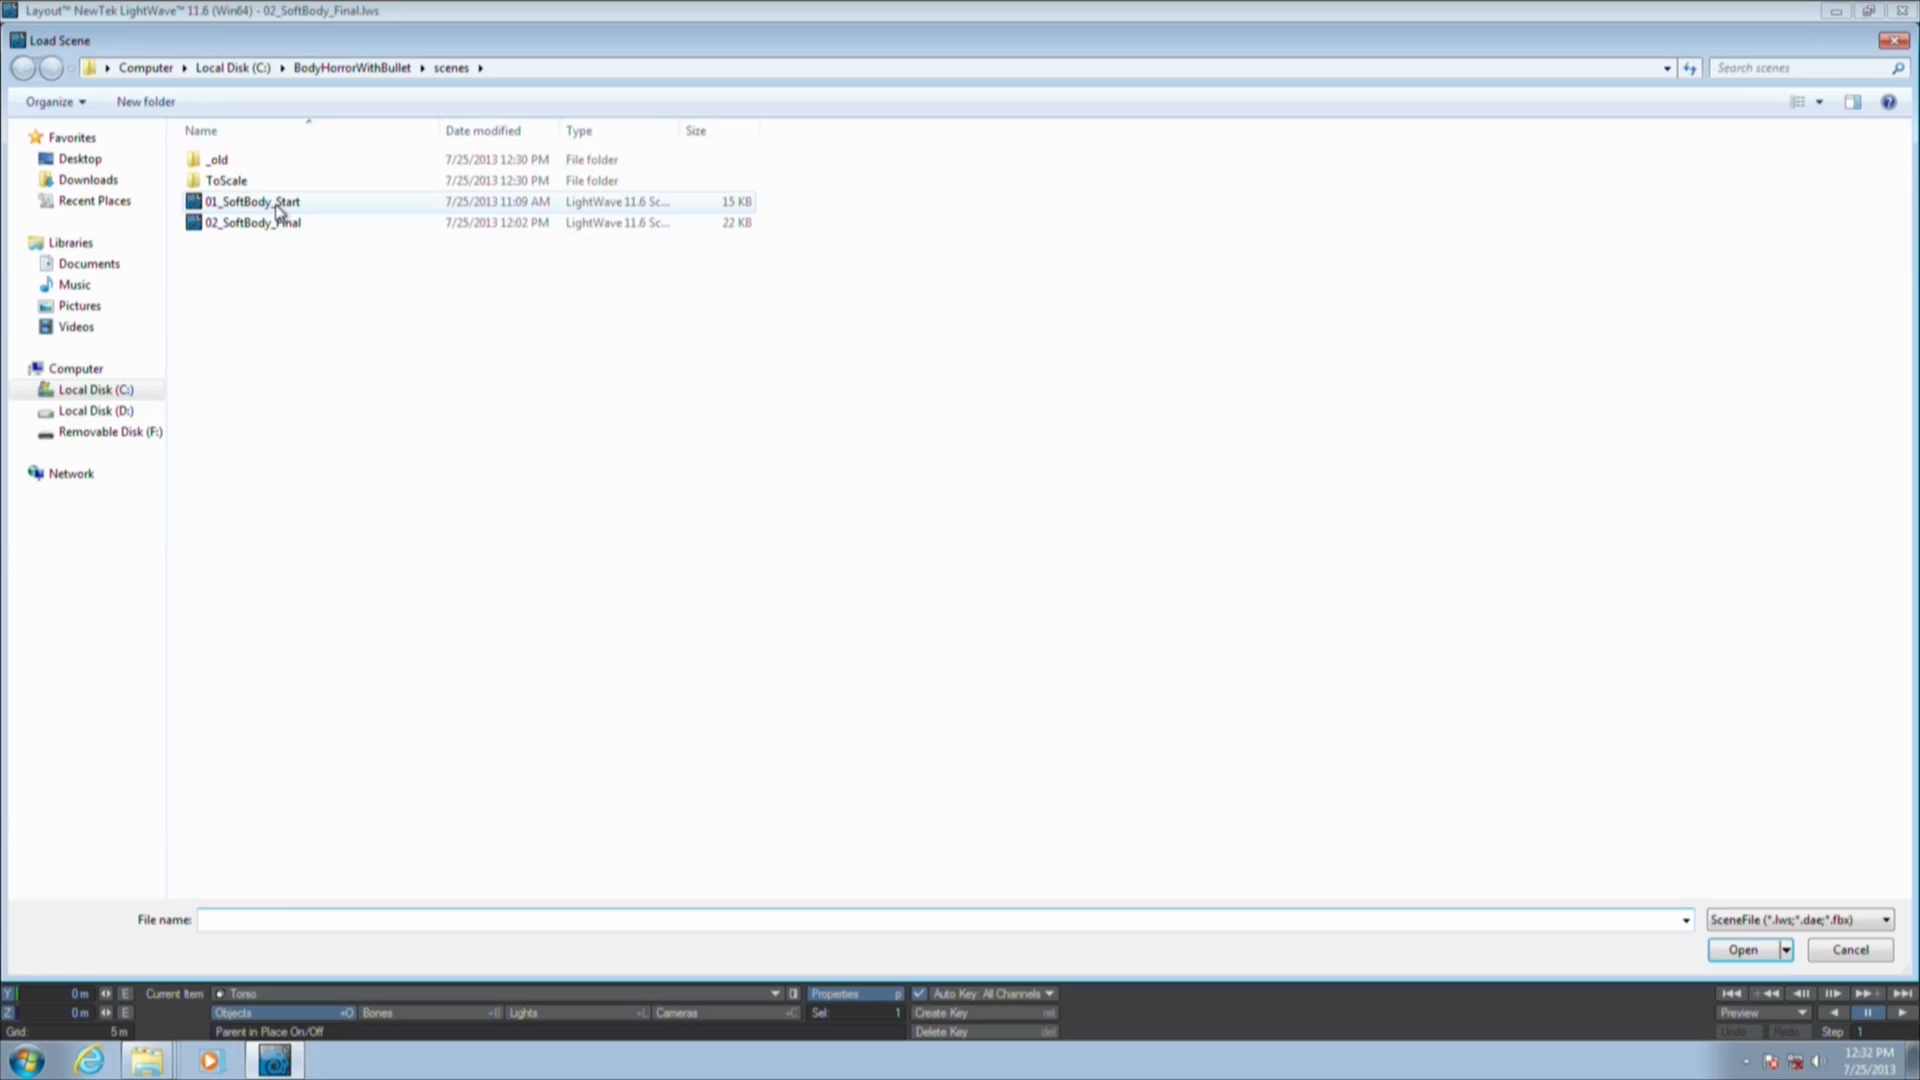 Layout™ NewTek LightWave™ 11.6 (Win64) - 02_SoftBody_Final.lws
Load Scene
Computer Local Disk (C:) BodyHorrorWithBullet scenes Search scenes
Organize New folder
Name Date modified Type Size
_old 7/25/2013 12:30 PM File folder
ToScale 7/25/2013 12:30 PM File folder
01_SoftBody_Start 7/25/2013 11:09 AM LightWave 11.6 Sc... 15 KB
02_SoftBody_Final 7/25/2013 12:02 PM LightWave 11.6 Sc... 22 KB
Favorites
Desktop
Downloads
Recent Places
Libraries
Documents
Music
Pictures
Videos
Computer
Local Disk (C:)
Local Disk (D:)
Removable Disk (F:)
Network
File name: SceneFile (*.lws;*.dae;*.fbx)
Open Cancel
Y 0 m E Current Item Torso Properties p Auto Key: All Channels
Z 0 m E Objects +O Bones +B Lights +L Cameras +C Sel: 1 Create Key ret Preview
Grid: 5 m Parent in Place On/Off Delete Key del Undo Redo Step 1
12:32 PM
7/25/2013